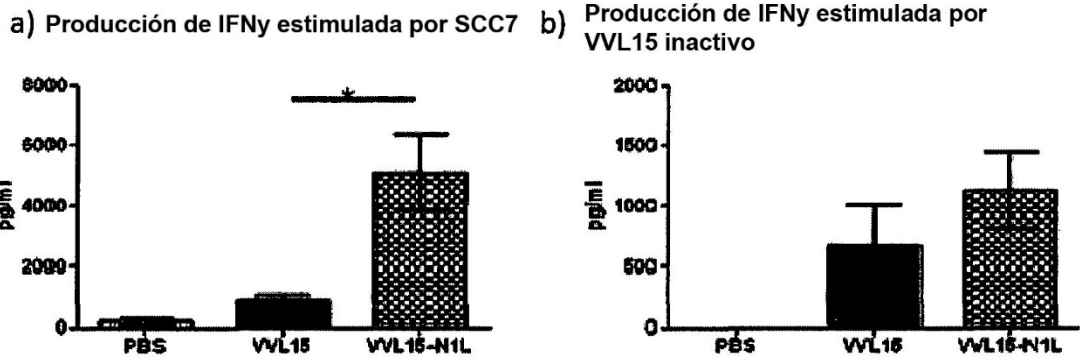 a) Producción de IFNy estimulada por SCC7
8000
6000
4000
2000
0
pg/ml
PBS
VVL15
VVL15-N1L
*
b) Producción de IFNy estimulada por
VVL15 inactivo
2000
1500
1000
500
0
pg/ml
PBS
VVL15
VVL15-N1L